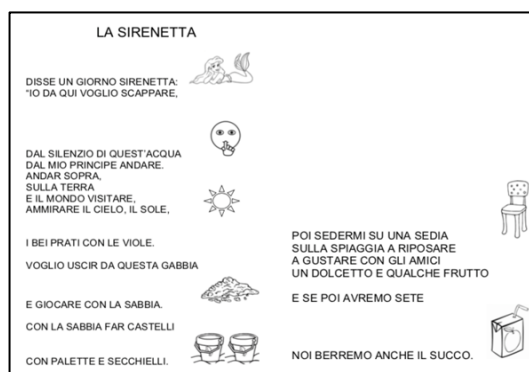 LA SIRENETTA
DISSE UN GIORNO SIRENETTA:
"IO DA QUI VOGLIO SCAPPARE,
DAL SILENZIO DI QUEST'ACQUA
DAL MIO PRINCIPE ANDARE.
ANDAR SOPRA,
SULLA TERRA
E IL MONDO VISITARE,
AMMIRARE IL CIELO, IL SOLE,
I BEI PRATI CON LE VIOLE.
VOGLIO USCIR DA QUESTA GABBIA
E GIOCARE CON LA SABBIA.
CON LA SABBIA FAR CASTELLI
CON PALETTE E SECCHIELLI.
POI SEDERMI SU UNA SEDIA
SULLA SPIAGGIA A RIPOSARE
A GUSTARE CON GLI AMICI
UN DOLCETTO E QUALCHE FRUTTO
E SE POI AVREMO SETE
NOI BERREMO ANCHE IL SUCCO.